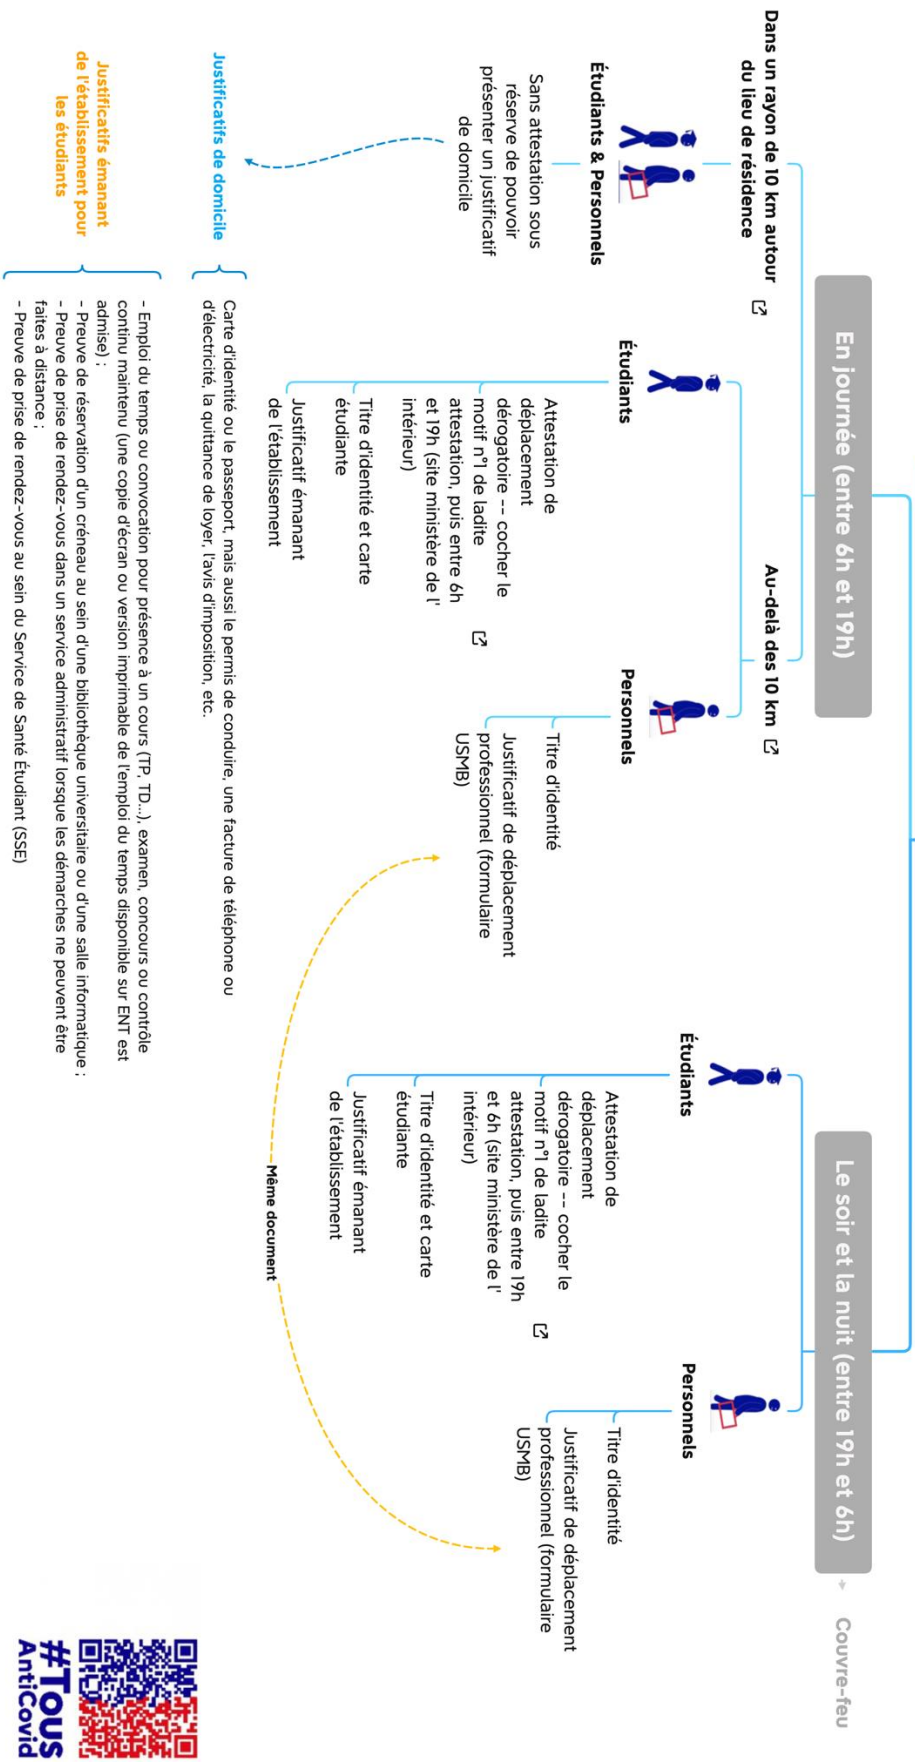 En journée (entre 6h et 19h)
Dans un rayon de 10 km autour
du lieu de résidence
Étudiants & Personnels
Sans attestation sous
réserve de pouvoir
présenter un justificatif
de domicile
Au-delà des 10 km
Étudiants
Attestation de
déplacement
dérogatoire -- cocher le
motif n°1 de ladite
attestation, puis entre 6h
et 19h (site ministère de l'
intérieur)
Titre d'identité et carte
étudiante
Justificatif émanant
de l'établissement
Personnels
Titre d'identité
Justificatif de déplacement
professionnel (formulaire
USMB)
Le soir et la nuit (entre 19h et 6h)
Couvre-feu
Étudiants
Attestation de
déplacement
dérogatoire -- cocher le
motif n°1 de ladite
attestation, puis entre 19h
et 6h (site ministère de l'
intérieur)
Titre d'identité et carte
étudiante
Justificatif émanant
de l'établissement
Personnels
Titre d'identité
Justificatif de déplacement
professionnel (formulaire
USMB)
Même document
Justificatifs de domicile
Carte d'identité ou le passeport, mais aussi le permis de conduire, une facture de téléphone ou
d'électricité, la quittance de loyer, l'avis d'imposition, etc.
Justificatifs émanant
de l'établissement pour
les étudiants
- Emploi du temps ou convocation pour présence à un cours (TP, TD...), examen, concours ou contrôle
continu maintenu (une copie d'écran ou version imprimable de l'emploi du temps disponible sur ENT est
admise) ;
- Preuve de réservation d'un créneau au sein d'une bibliothèque universitaire ou d'une salle informatique ;
- Preuve de prise de rendez-vous dans un service administratif lorsque les démarches ne peuvent être
faites à distance ;
- Preuve de prise de rendez-vous au sein du Service de Santé Étudiant (SSE)
#Tous
AntiCovid